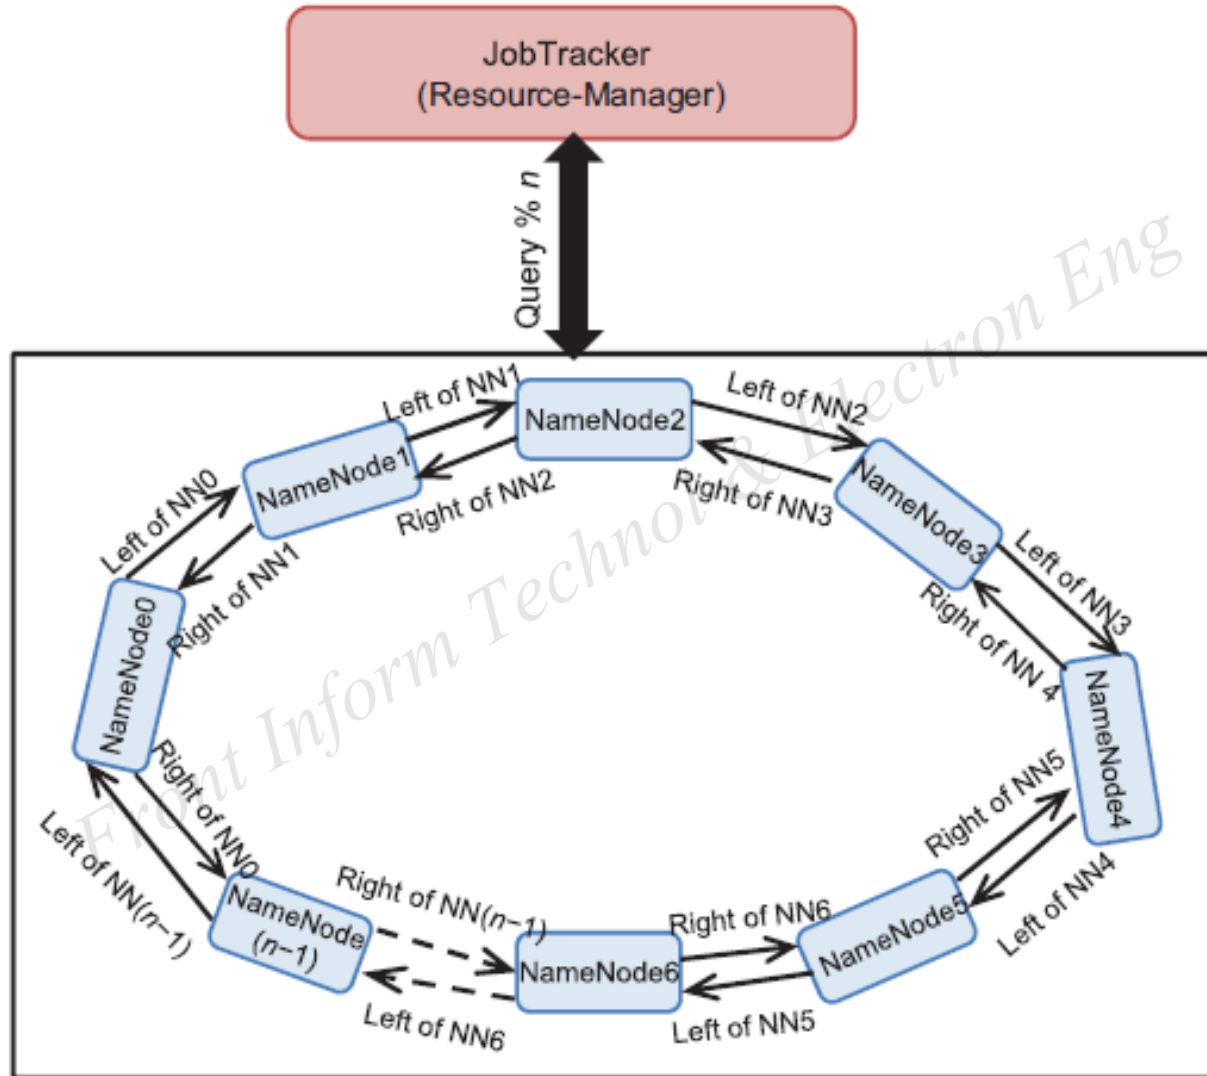 JobTracker
(Resource-Manager)
Query % n
Left of NN1
NameNode2
Left of NN2
NameNode1
Right of NN2
Right of NN3
NameNode3
Left of NN0
Right of NN1
Left of NN3
Right of NN 4
NameNode0
NameNode4
Right of NN0
Left of NN(n−1)
Right of NN5
Left of NN4
NameNode
(n−1)
Right of NN(n−1)
Left of NN6
NameNode6
Right of NN6
Left of NN5
NameNode5
Front Inform Technol & Electron Eng